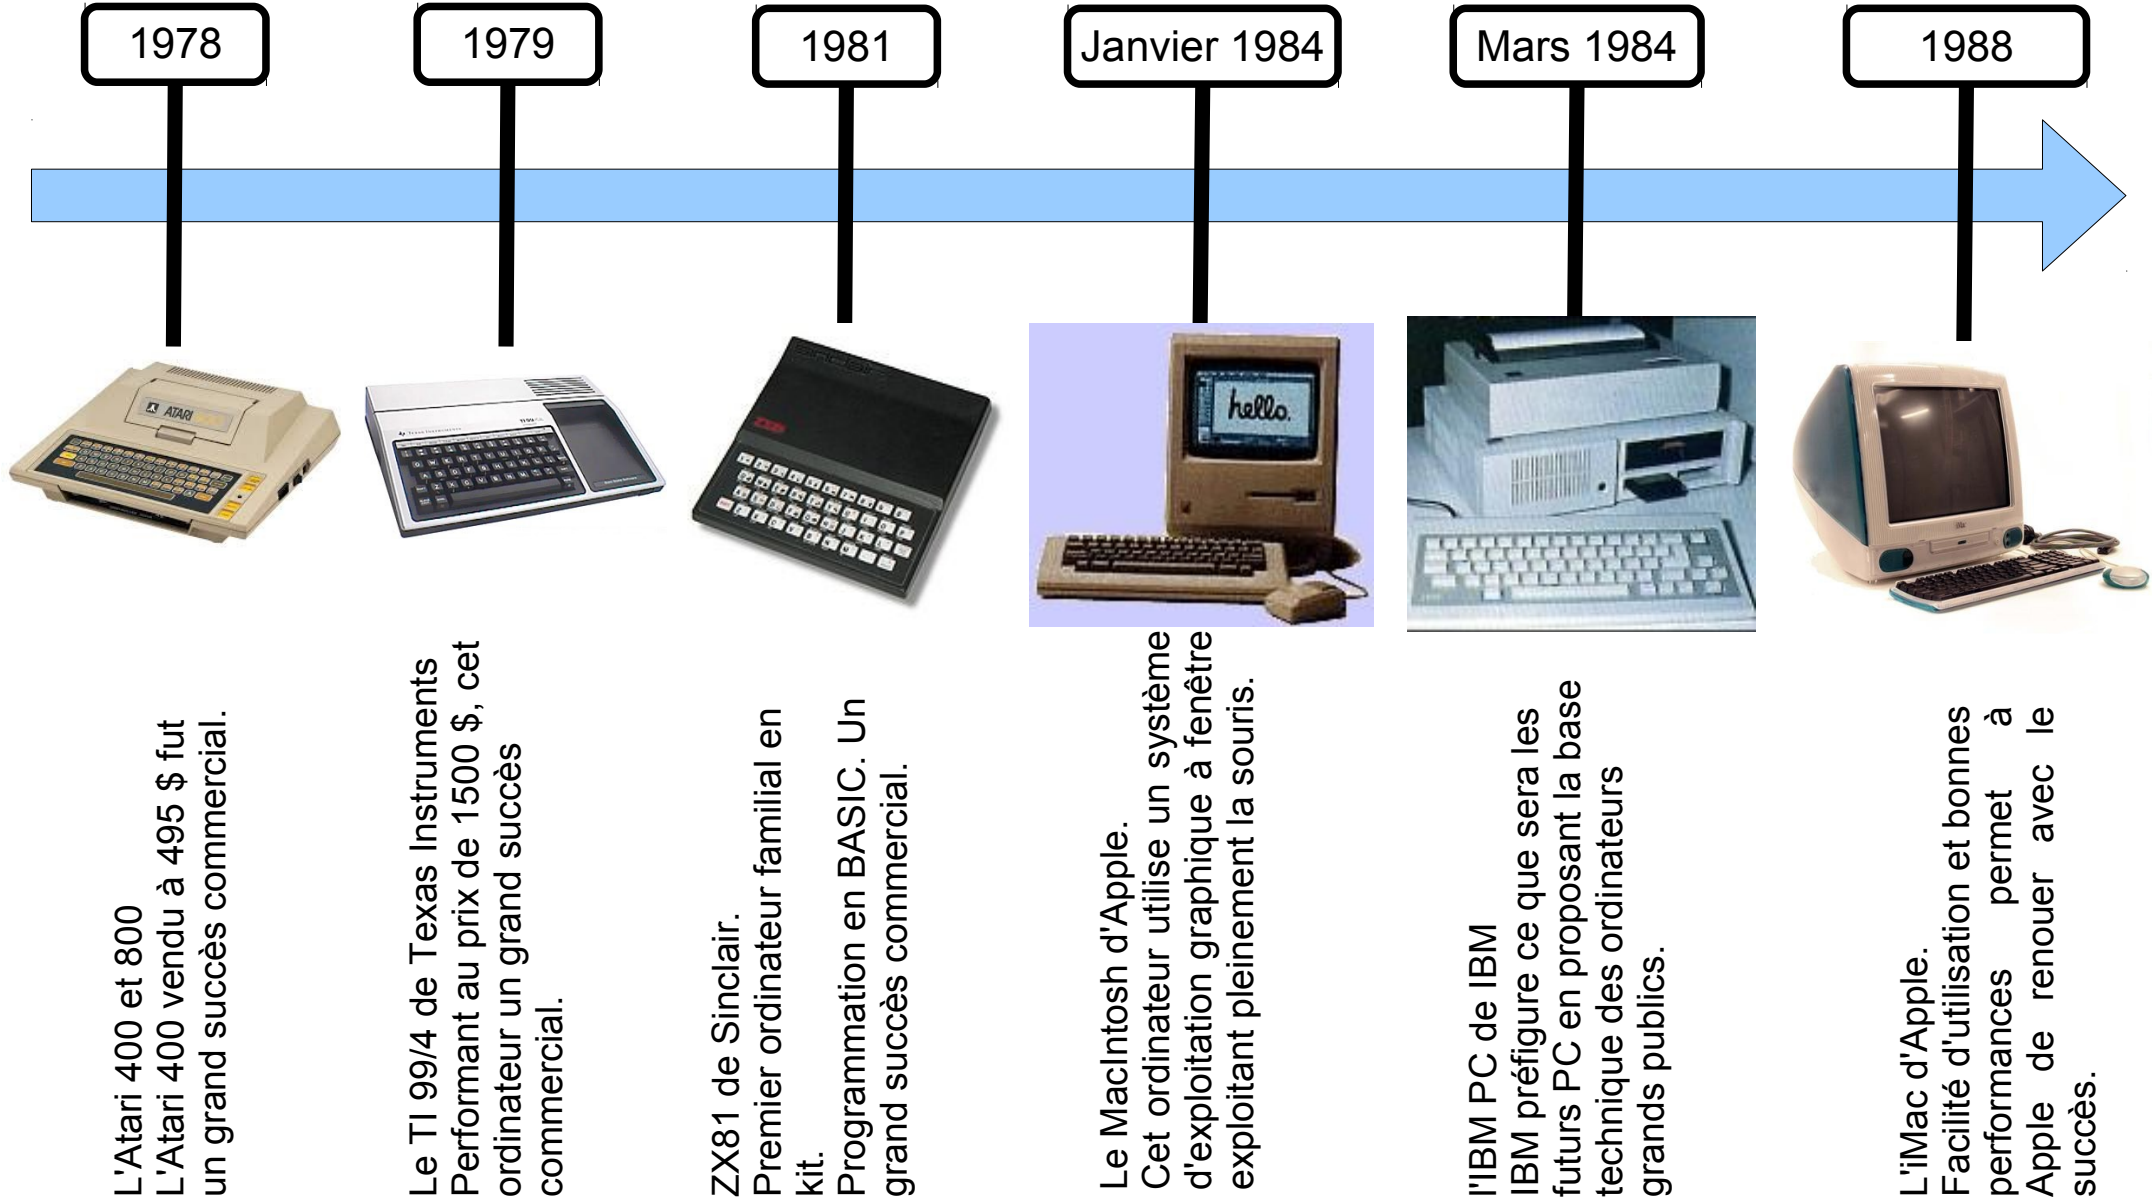 1978
1979
1981
Janvier 1984
Mars 1984
1988
ATARI
hello.
L'Atari 400 et 800
L'Atari 400 vendu à 495 $ fut
un grand succès commercial.
Le TI 99/4 de Texas Instruments
Performant au prix de 1500 $, cet
ordinateur un grand succès
commercial.
ZX81 de Sinclair.
Premier ordinateur familial en
kit.
Programmation en BASIC. Un
grand succès commercial.
Le MacIntosh d'Apple.
Cet ordinateur utilise un système
d'exploitation graphique à fenêtre
exploitant pleinement la souris.
l'IBM PC de IBM
IBM préfigure ce que sera les
futurs PC en proposant la base
technique des ordinateurs
grands publics.
L'iMac d'Apple.
Facilité d'utilisation et bonnes
performances permet à
Apple de renouer avec le
succès.